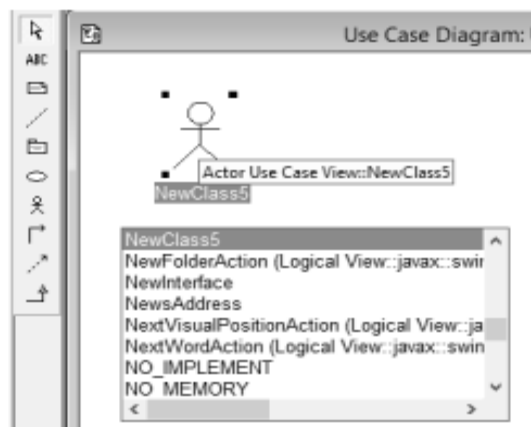 Use Case Diagram:
ABC
Actor Use Case View::NewClass5
NewClass5
NewClass5
NewFolderAction (Logical View::javax::swir
NewInterface
NewsAddress
NextVisualPositionAction (Logical View::ja
NextWordAction (Logical View::javax::swin
NO_IMPLEMENT
NO_MEMORY